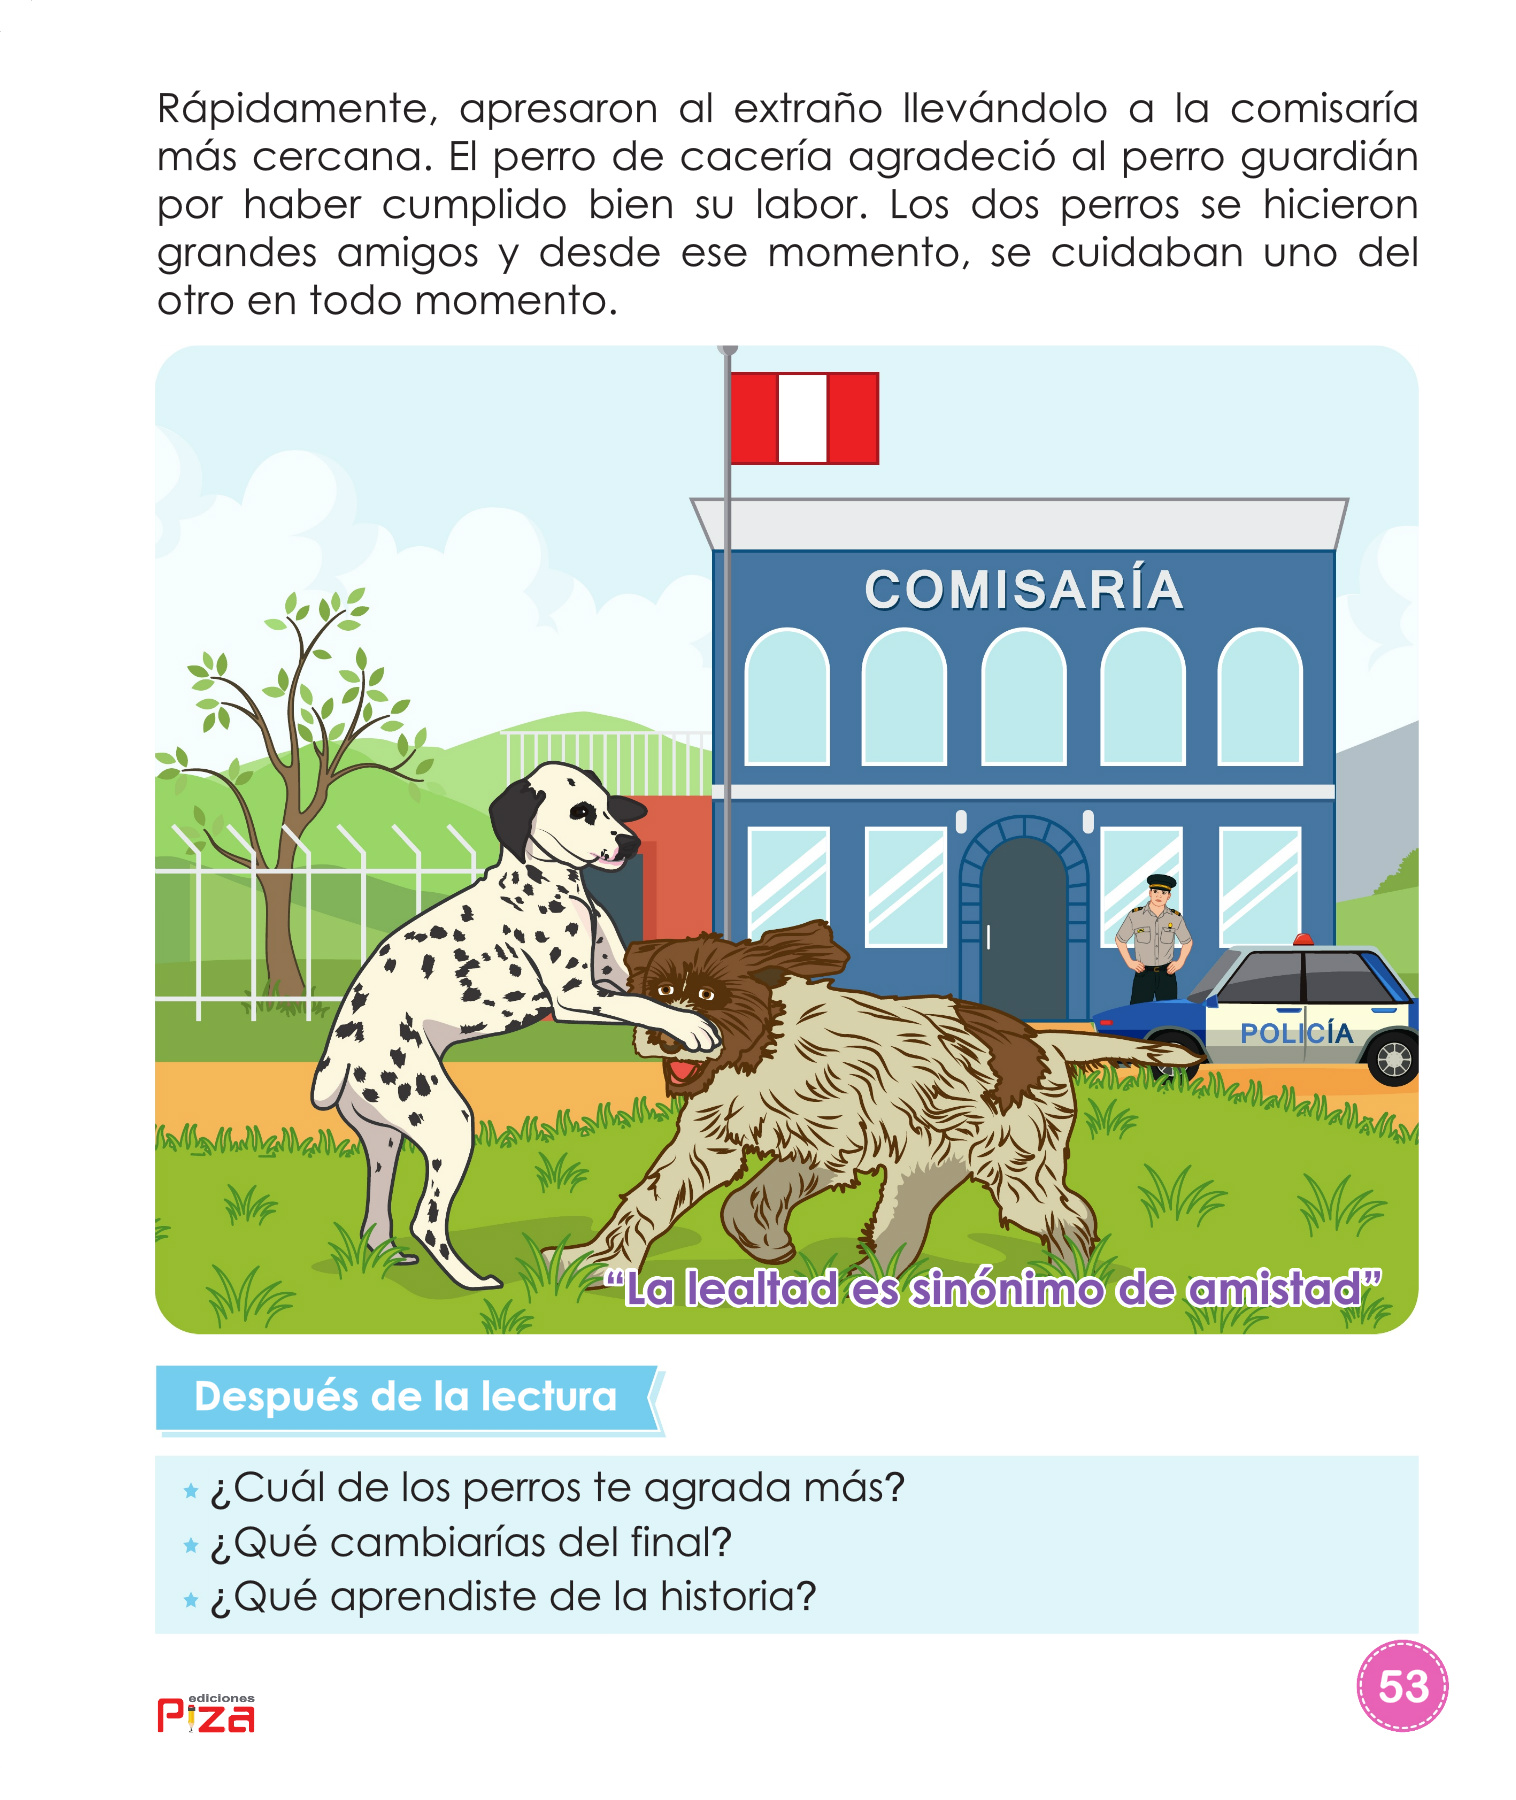 Rápidamente, apresaron al extraño llevándolo a la comisaría
más cercana. El perro de cacería agradeció al perro guardián
por haber cumplido bien su labor. Los dos perros se hicieron
grandes amigos y desde ese momento, se cuidaban uno del
otro en todo momento.
COMISARÍA
POLICÍA
“La lealtad es sinónimo de amistad”
Después de la lectura
¿Cuál de los perros te agrada más?
¿Qué cambiarías del final?
¿Qué aprendiste de la historia?
ediciones
Piza
53